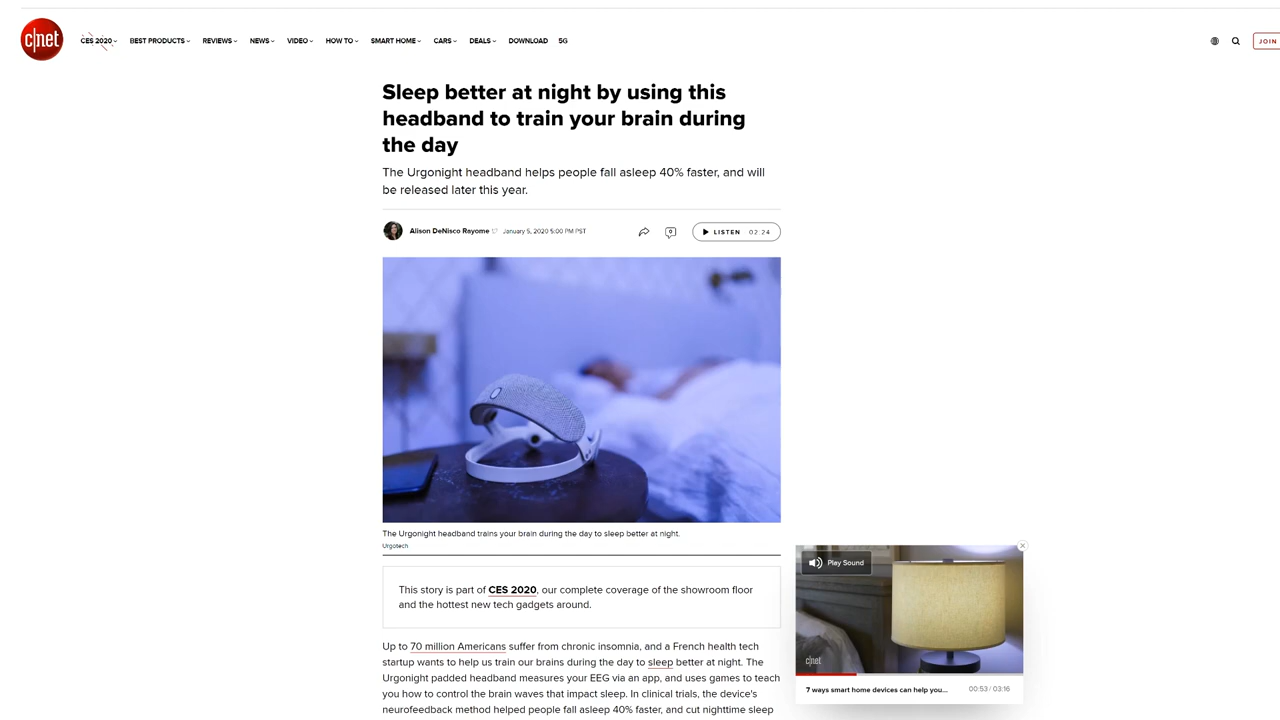 c|net
CES 2020
BEST PRODUCTS
REVIEWS
NEWS
VIDEO
HOW TO
SMART HOME
CARS
DEALS
DOWNLOAD
5G
JOIN
Sleep better at night by using this
headband to train your brain during
the day
The Urgonight headband helps people fall asleep 40% faster, and will
be released later this year.
Alison DeNisco Rayome
January 5, 2020 5:00 PM PST
0
LISTEN 02:24
The Urgonight headband trains your brain during the day to sleep better at night.
Urgotech
This story is part of CES 2020, our complete coverage of the showroom floor
and the hottest new tech gadgets around.
Up to 70 million Americans suffer from chronic insomnia, and a French health tech
startup wants to help us train our brains during the day to sleep better at night. The
Urgonight padded headband measures your EEG via an app, and uses games to teach
you how to control the brain waves that impact sleep. In clinical trials, the device's
neurofeedback method helped people fall asleep 40% faster, and cut nighttime sleep
Play Sound
c|net
7 ways smart home devices can help you...
00:53 / 03:16